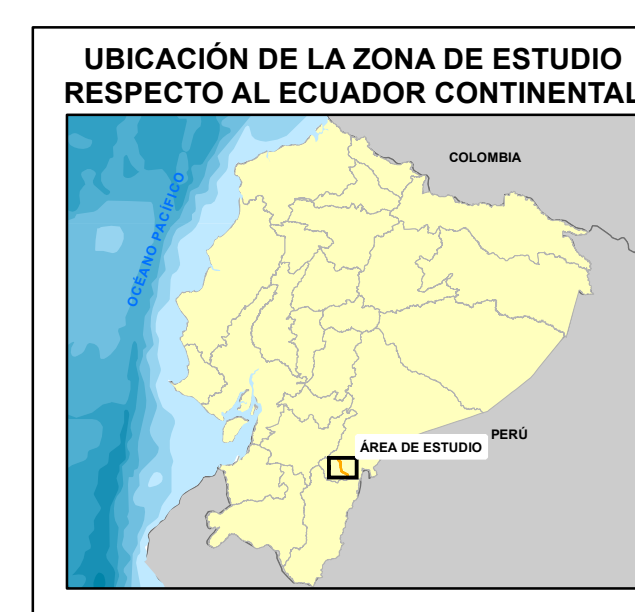 UBICACIÓN DE LA ZONA DE ESTUDIO
RESPECTO AL ECUADOR CONTINENTAL
COLOMBIA
OCÉANO PACÍFICO
PERÚ
ÁREA DE ESTUDIO